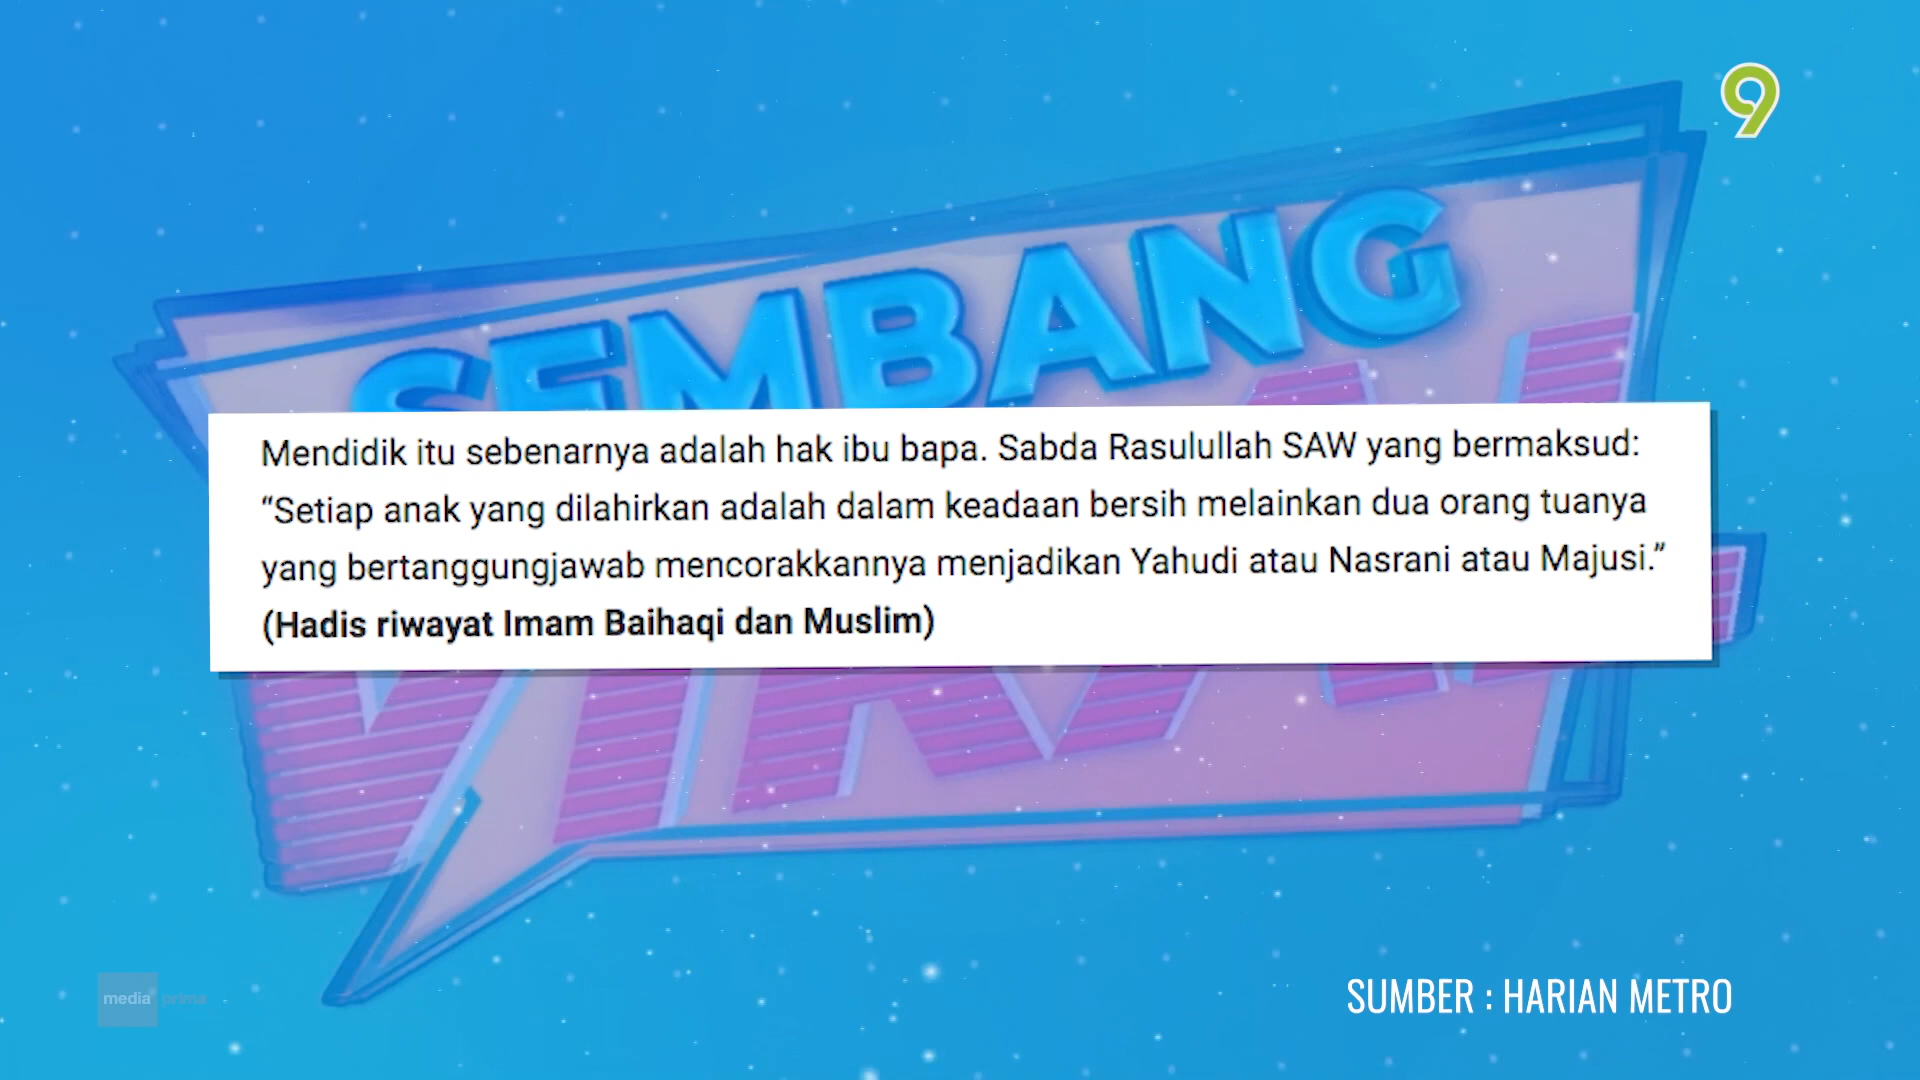 9
SEMBANG
Mendidik itu sebenarnya adalah hak ibu bapa. Sabda Rasulullah SAW yang bermaksud:
“Setiap anak yang dilahirkan adalah dalam keadaan bersih melainkan dua orang tuanya
yang bertanggungjawab mencorakkannya menjadikan Yahudi atau Nasrani atau Majusi.”
(Hadis riwayat Imam Baihaqi dan Muslim)
VIRAL
media prima
SUMBER : HARIAN METRO